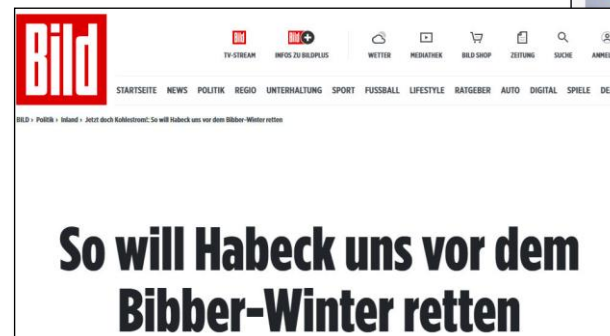 Bild
TV-STREAM INFOS ZU BILDPLUS WETTER MEDIATHEK BILD SHOP ZEITUNG SUCHE ANMEL
STARTSEITE NEWS POLITIK REGIO UNTERHALTUNG SPORT FUSSBALL LIFESTYLE RATGEBER AUTO DIGITAL SPIELE DE
BILD › Politik › Inland › Jetzt doch Kohlestrom!: So will Habeck uns vor dem Bibber-Winter retten
So will Habeck uns vor dem
Bibber-Winter retten